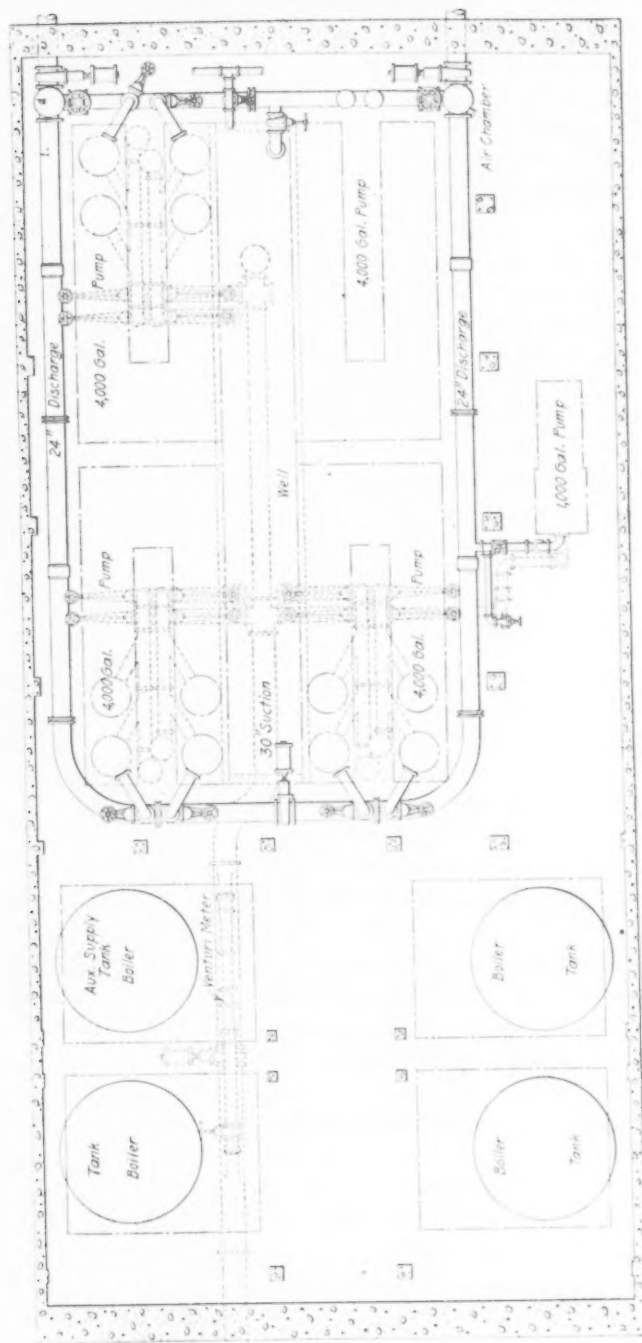 Air Chamber
4,000 Gal. Pump
4,000 Gal. Pump
24" Discharge
24" Discharge
1,000 Gal. Pump
Well
4,000 Gal. Pump
4,000 Gal. Pump
30" Suction
Aux. Supply
Tank
Boiler
Venturi Meter
Boiler
Tank
Tank
Boiler
Boiler
Tank